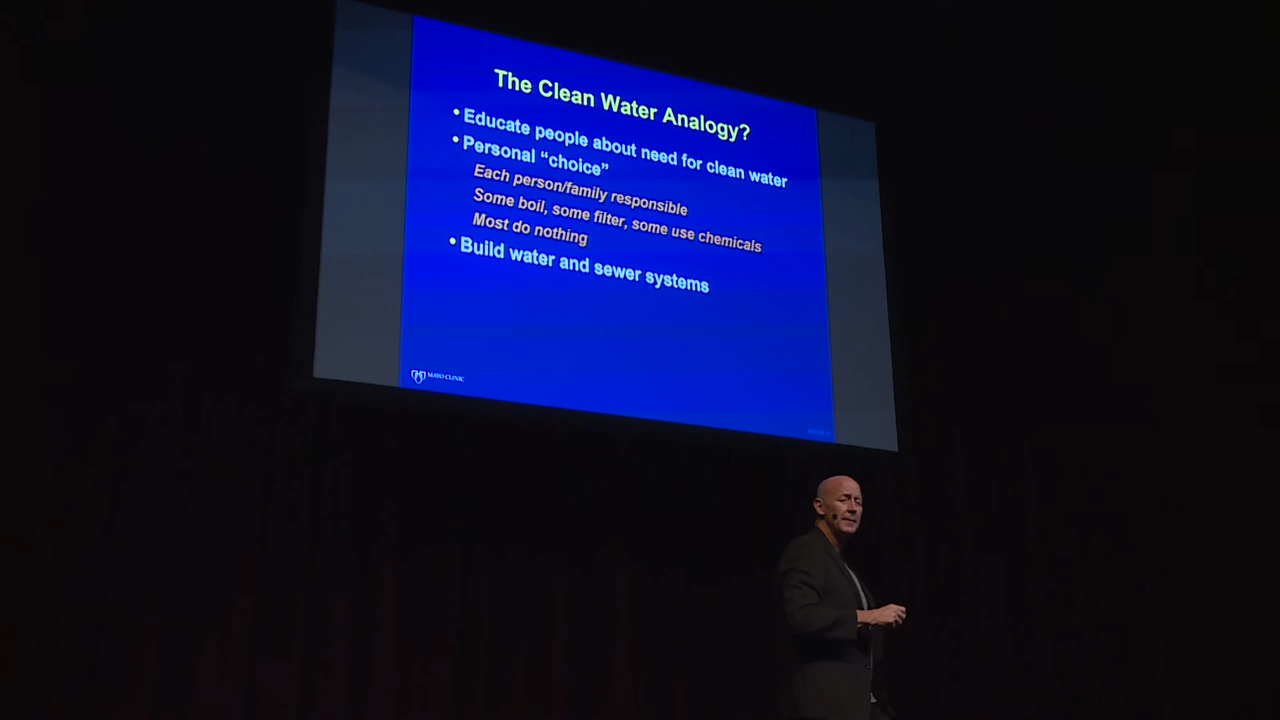 The Clean Water Analogy?
• Educate people about need for clean water
• Personal “choice”
Each person/family responsible
Some boil, some filter, some use chemicals
Most do nothing
• Build water and sewer systems
MAYO CLINIC